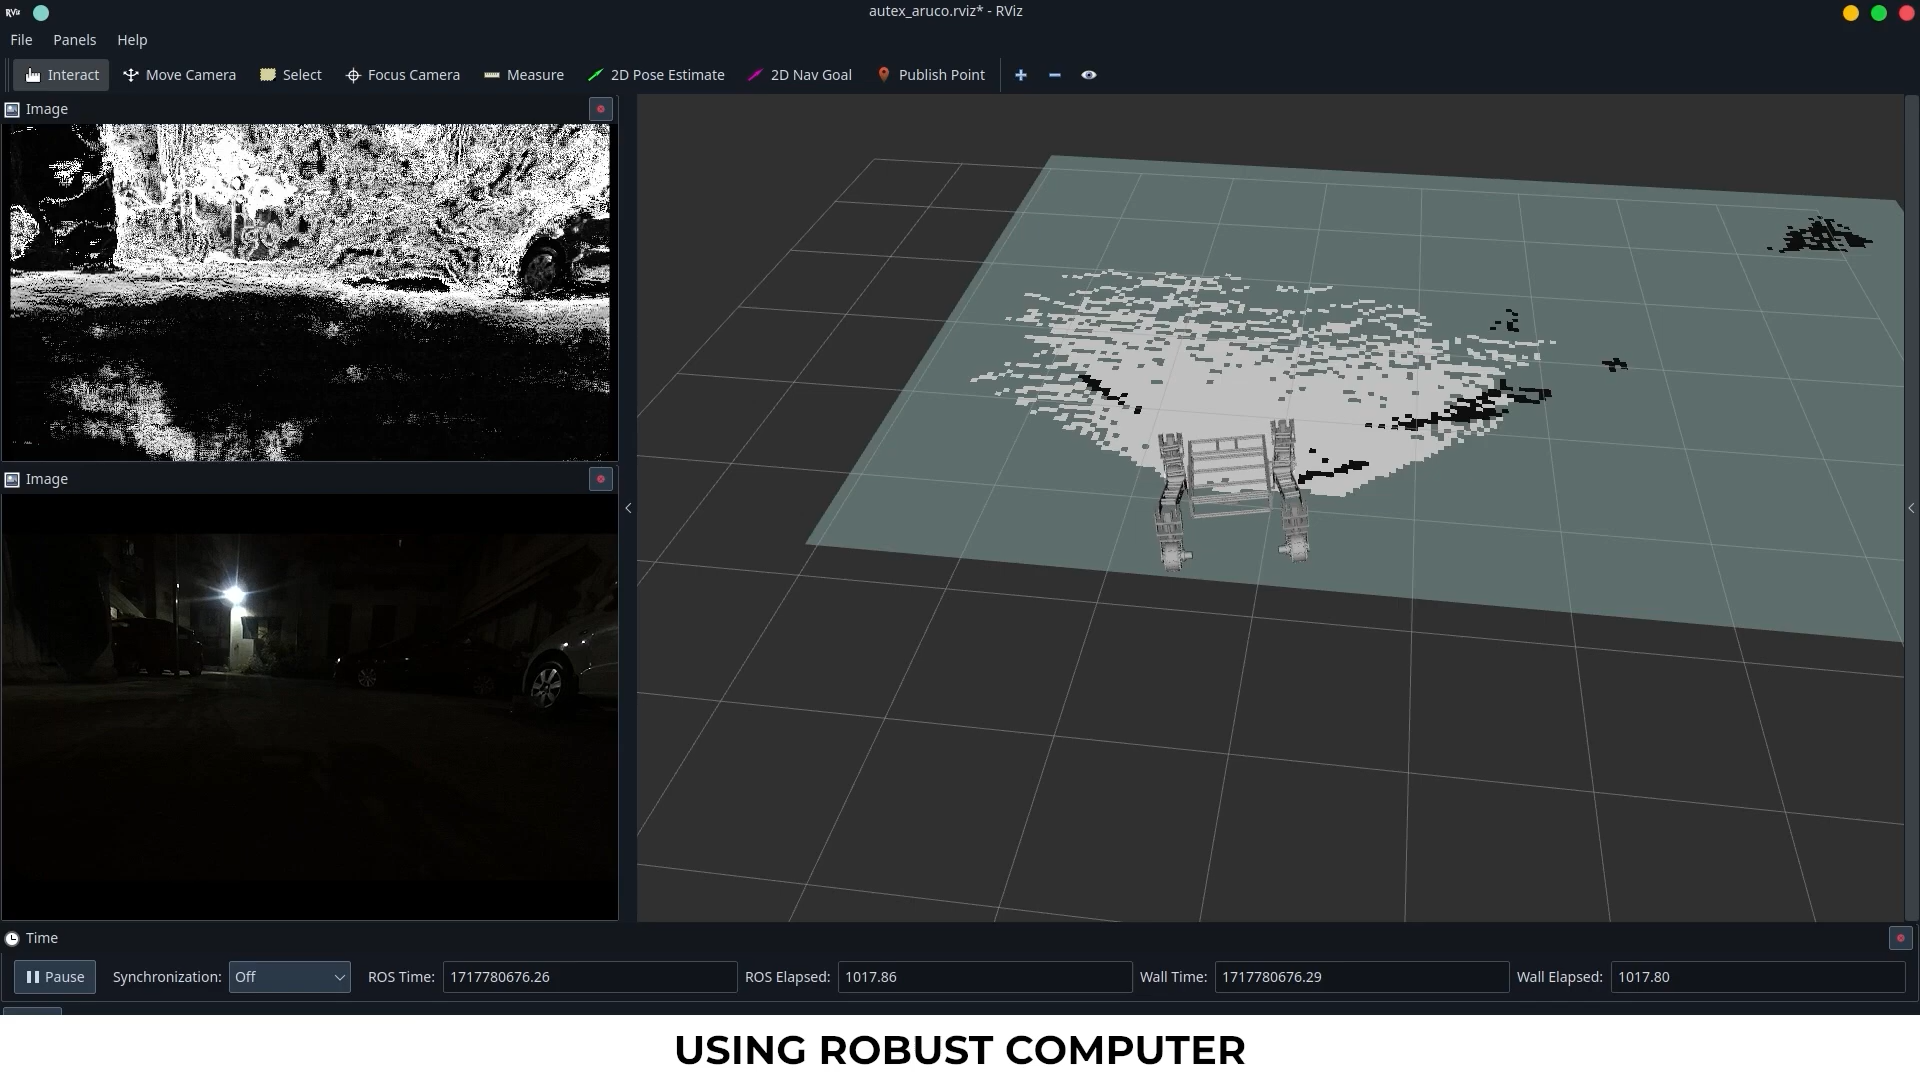 RViz
autex_aruco.rviz* - RViz
File Panels Help
Interact Move Camera Select Focus Camera Measure 2D Pose Estimate 2D Nav Goal Publish Point
Image
Image
Time
Pause Synchronization: Off ROS Time: 1717780676.26 ROS Elapsed: 1017.86 Wall Time: 1717780676.29 Wall Elapsed: 1017.80
USING ROBUST COMPUTER